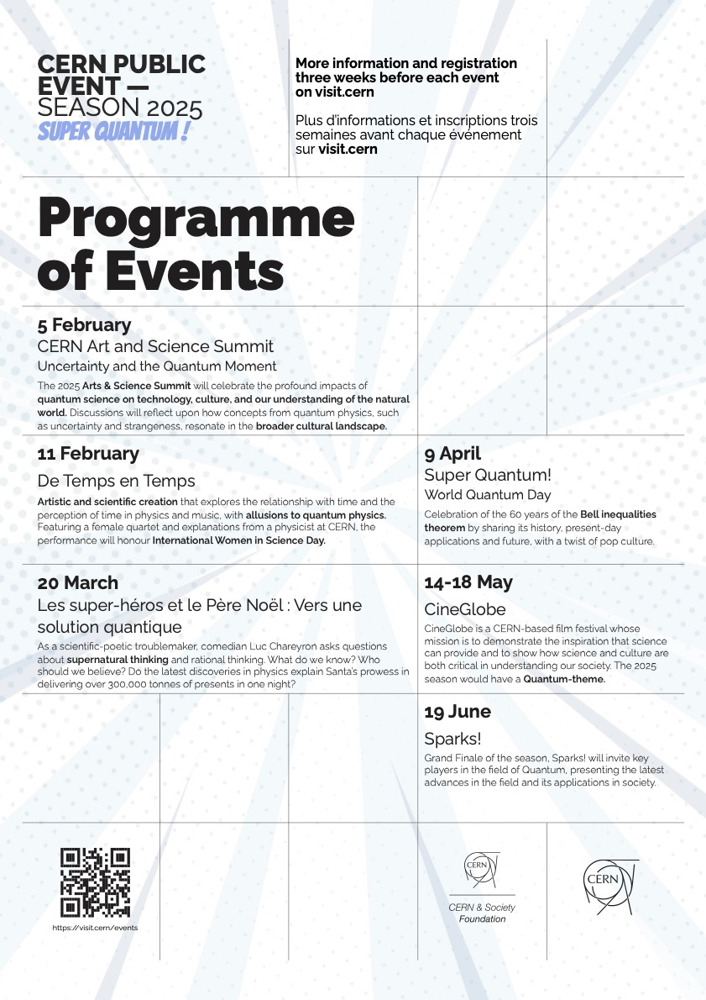 CERN PUBLIC
EVENT —
SEASON 2025
SUPER QUANTUM !
More information and registration
three weeks before each event
on visit.cern
Plus d'informations et inscriptions trois
semaines avant chaque événement
sur visit.cern
Programme
of Events
5 February
CERN Art and Science Summit
Uncertainty and the Quantum Moment
The 2025 Arts & Science Summit will celebrate the profound impacts of
quantum science on technology, culture, and our understanding of the natural
world. Discussions will reflect upon how concepts from quantum physics, such
as uncertainty and strangeness, resonate in the broader cultural landscape.
11 February
De Temps en Temps
Artistic and scientific creation that explores the relationship with time and the
perception of time in physics and music, with allusions to quantum physics.
Featuring a female quartet and explanations from a physicist at CERN, the
performance will honour International Women in Science Day.
9 April
Super Quantum!
World Quantum Day
Celebration of the 60 years of the Bell inequalities
theorem by sharing its history, present-day
applications and future, with a twist of pop culture.
20 March
Les super-héros et le Père Noël : Vers une
solution quantique
As a scientific-poetic troublemaker, comedian Luc Chareyron asks questions
about supernatural thinking and rational thinking. What do we know? Who
should we believe? Do the latest discoveries in physics explain Santa's prowess in
delivering over 300,000 tonnes of presents in one night?
14-18 May
CineGlobe
CineGlobe is a CERN-based film festival whose
mission is to demonstrate the inspiration that science
can provide and to show how science and culture are
both critical in understanding our society. The 2025
season would have a Quantum-theme.
19 June
Sparks!
Grand Finale of the season, Sparks! will invite key
players in the field of Quantum, presenting the latest
advances in the field and its applications in society.
https://visit.cern/events
CERN
CERN & Society
Foundation
CERN